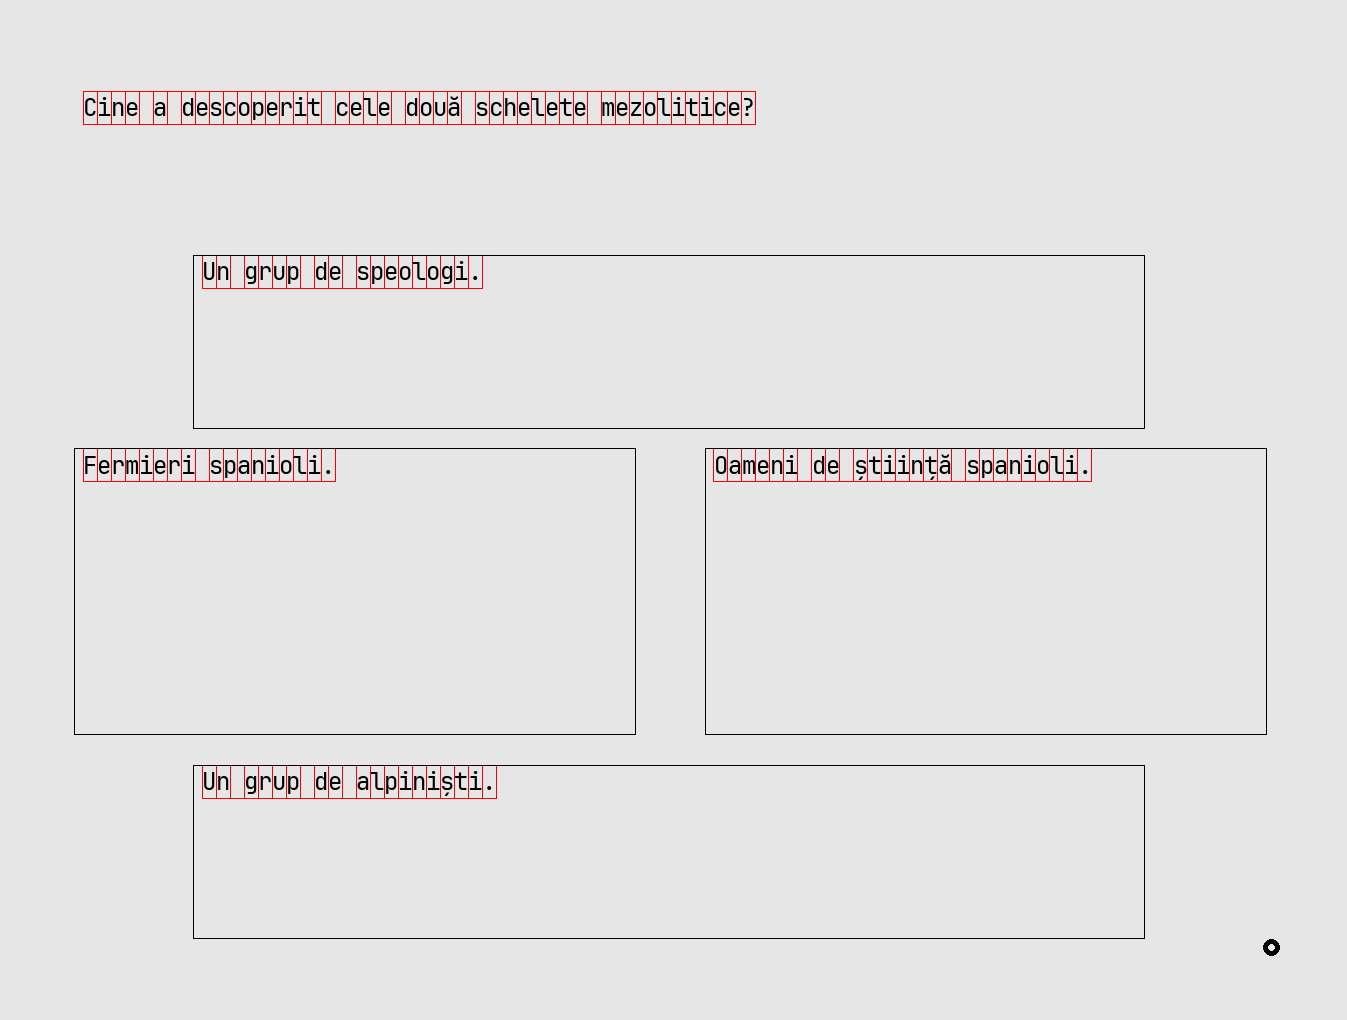 Cine a descoperit cele două schelete mezolitice?
Un grup de speologi.
Fermieri spanioli.
Oameni de știință spanioli.
Un grup de alpiniști.